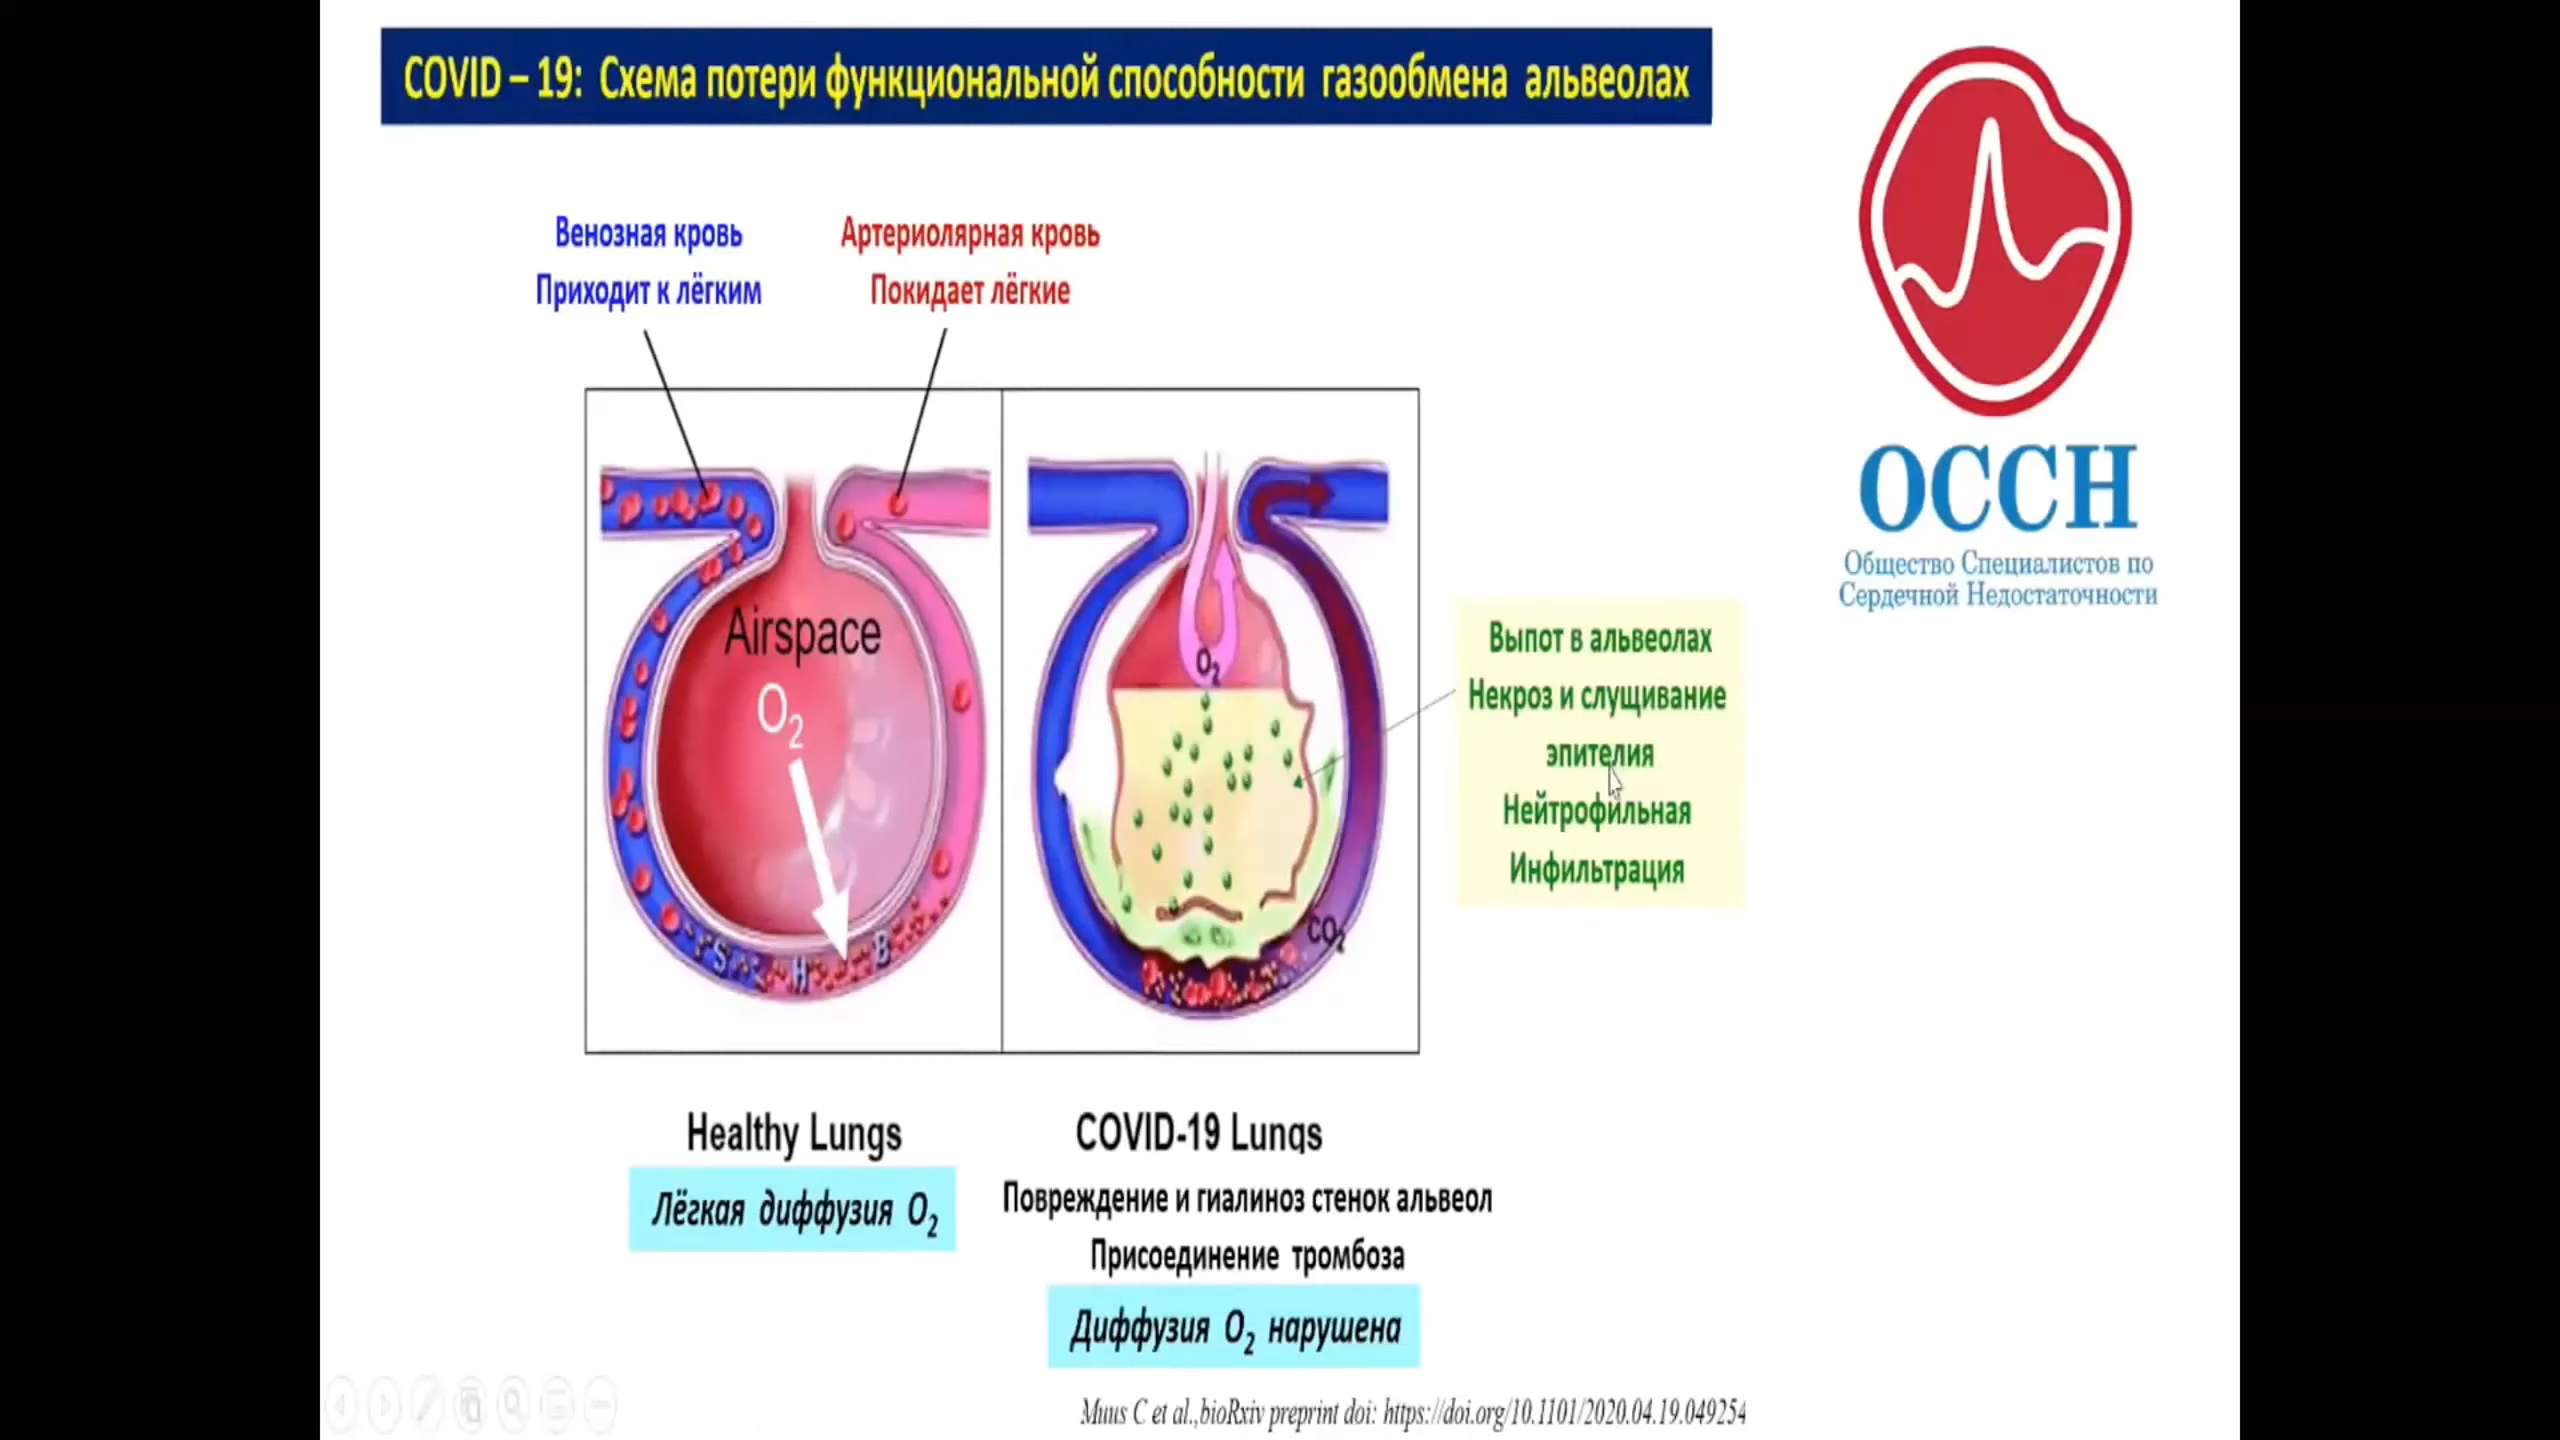 COVID – 19: Схема потери функциональной способности газообмена альвеолах
Венозная кровь
Приходит к лёгким
Артериолярная кровь
Покидает лёгкие
ОССН
Общество Специалистов по
Сердечной Недостаточности
Airspace
O2
S
H
B
O2
CO2
Выпот в альвеолах
Некроз и слущивание
эпителия
Нейтрофильная
Инфильтрация
Healthy Lungs
Лёгкая диффузия O2
COVID-19 Lungs
Повреждение и гиалиноз стенок альвеол
Присоединение тромбоза
Диффузия O2 нарушена
Muus C et al.,bioRxiv preprint doi: https://doi.org/10.1101/2020.04.19.049254